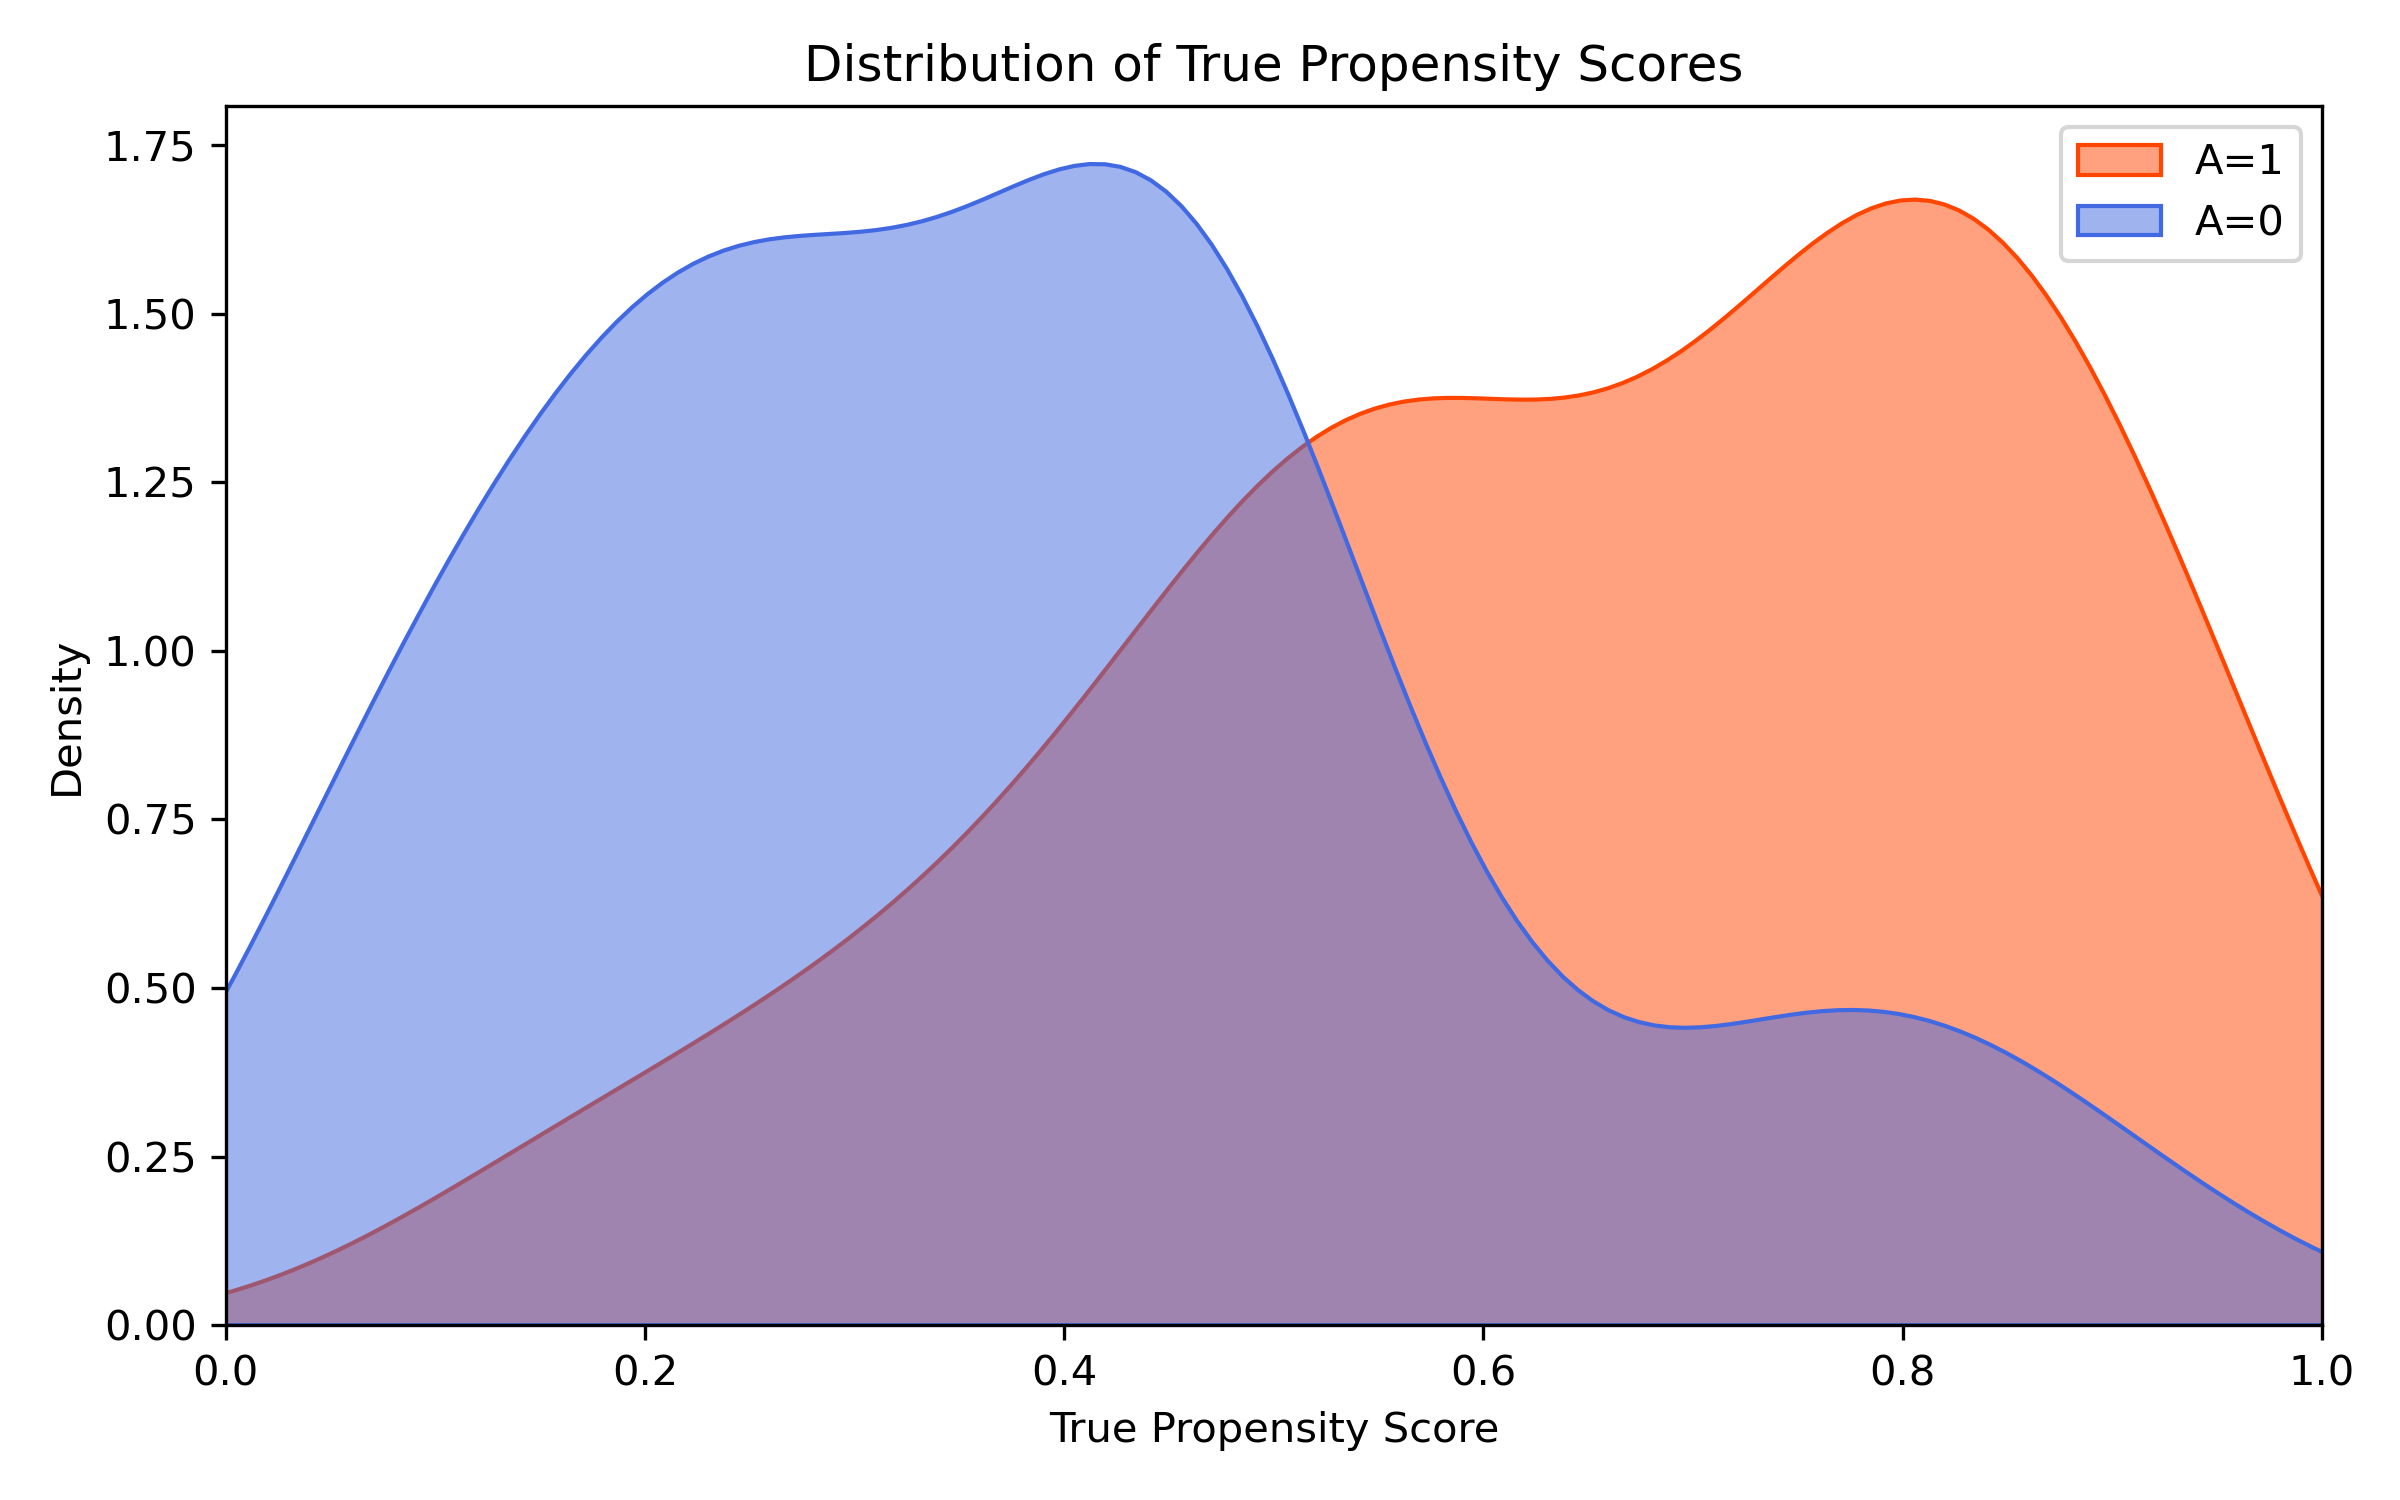 Distribution of True Propensity Scores
A=1
A=0
Density
1.75
1.50
1.25
1.00
0.75
0.50
0.25
0.00
0.0 0.2 0.4 0.6 0.8 1.0
True Propensity Score